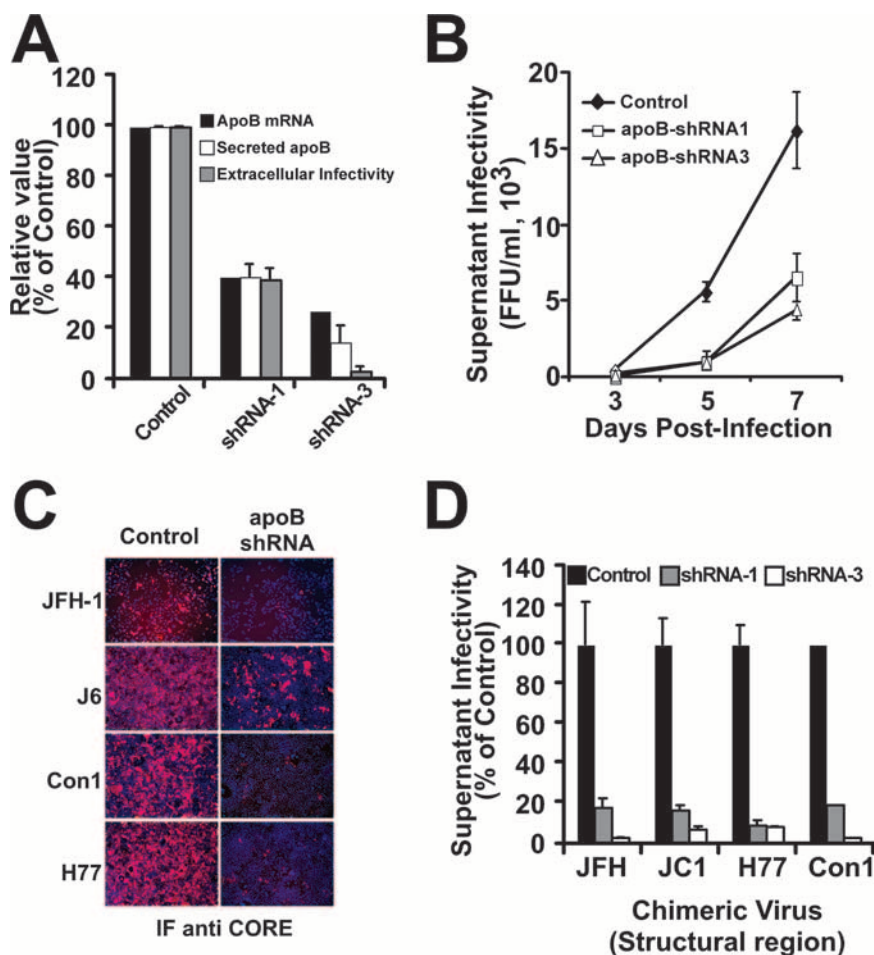 A
120
100
80
60
40
20
0
Relative value
(% of Control)
ApoB mRNA
Secreted apoB
Extracellular Infectivity
Control
shRNA-1
shRNA-3
B
20
15
10
5
0
Supernatant Infectivity
(FFU/ml, 10³)
Control
apoB-shRNA1
apoB-shRNA3
3 5 7
Days Post-Infection
C
Control
apoB
shRNA
JFH-1
J6
Con1
H77
IF anti CORE
D
140
120
100
80
60
40
20
0
Supernatant Infectivity
(% of Control)
Control shRNA-1 shRNA-3
JFH JC1 H77 Con1
Chimeric Virus
(Structural region)